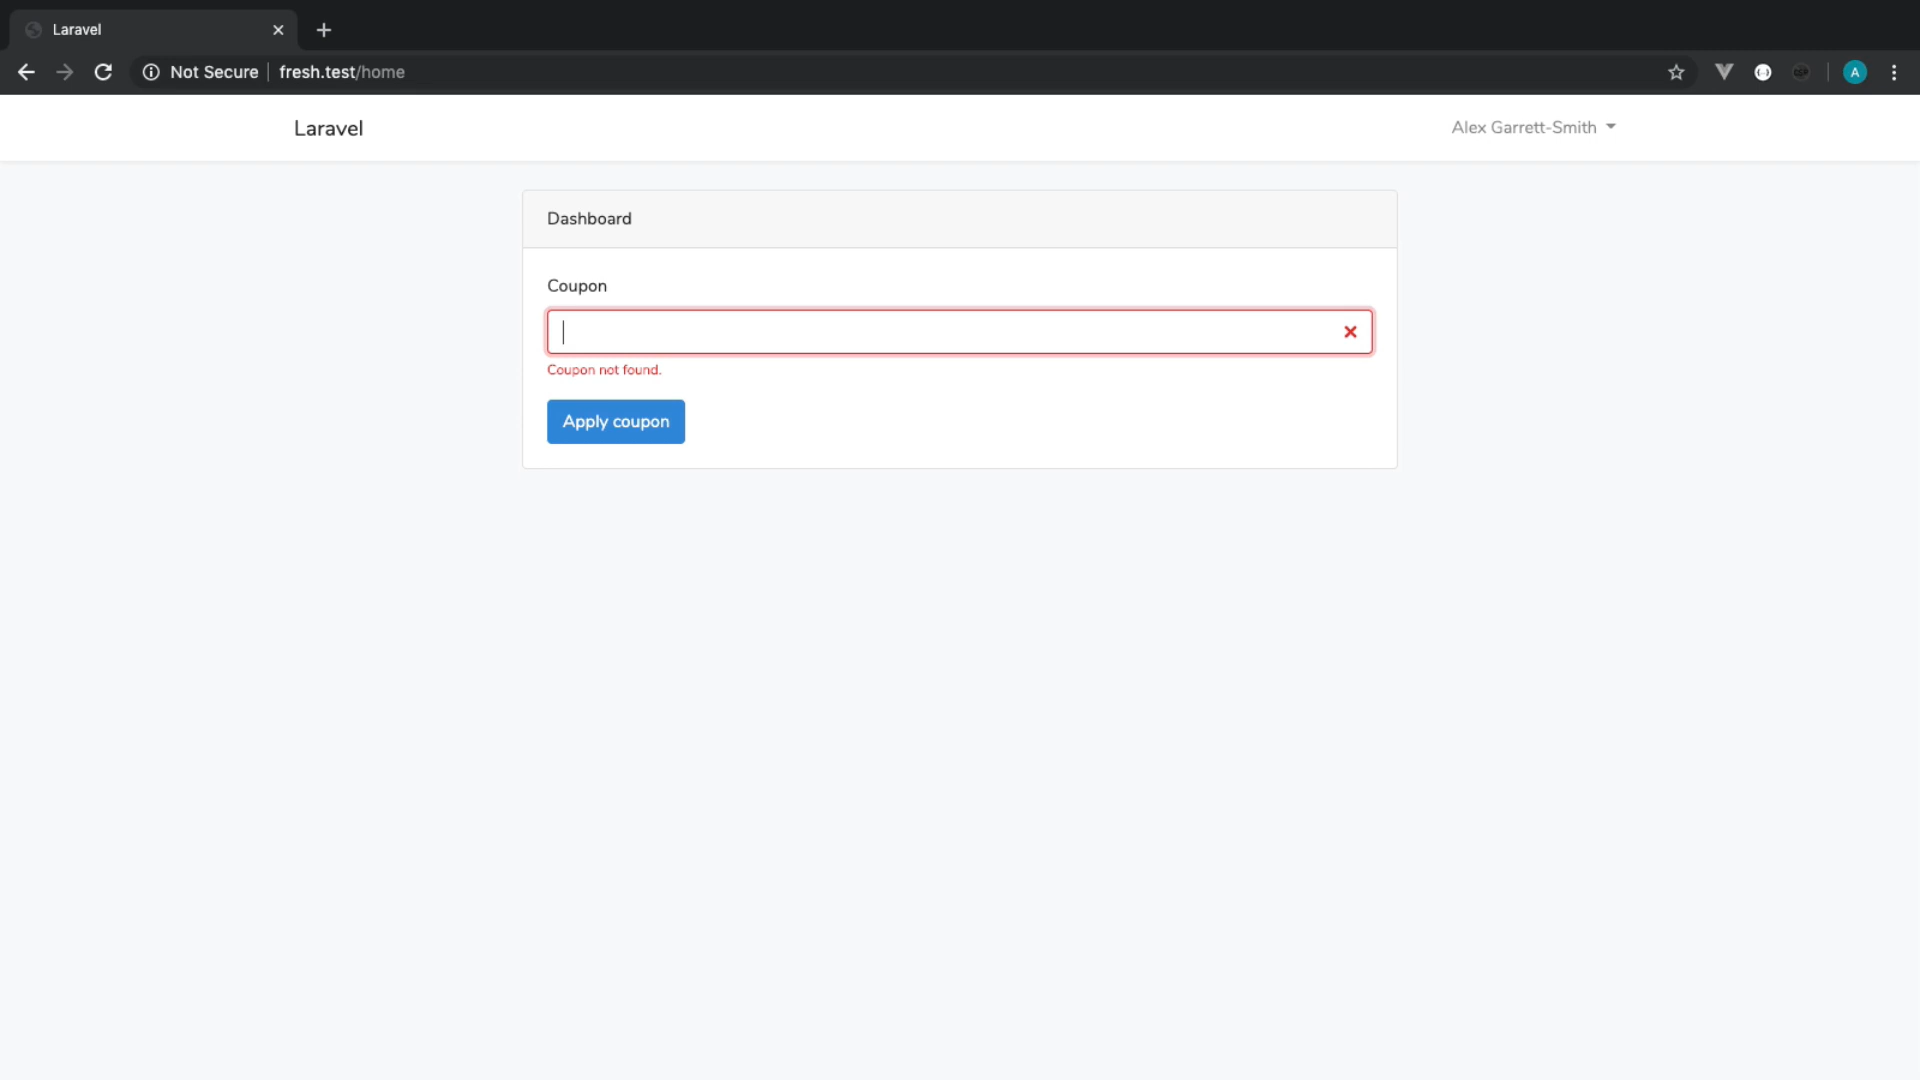 Laravel
Not Secure | fresh.test/home
A
Laravel
Alex Garrett-Smith
Dashboard
Coupon
Coupon not found.
Apply coupon